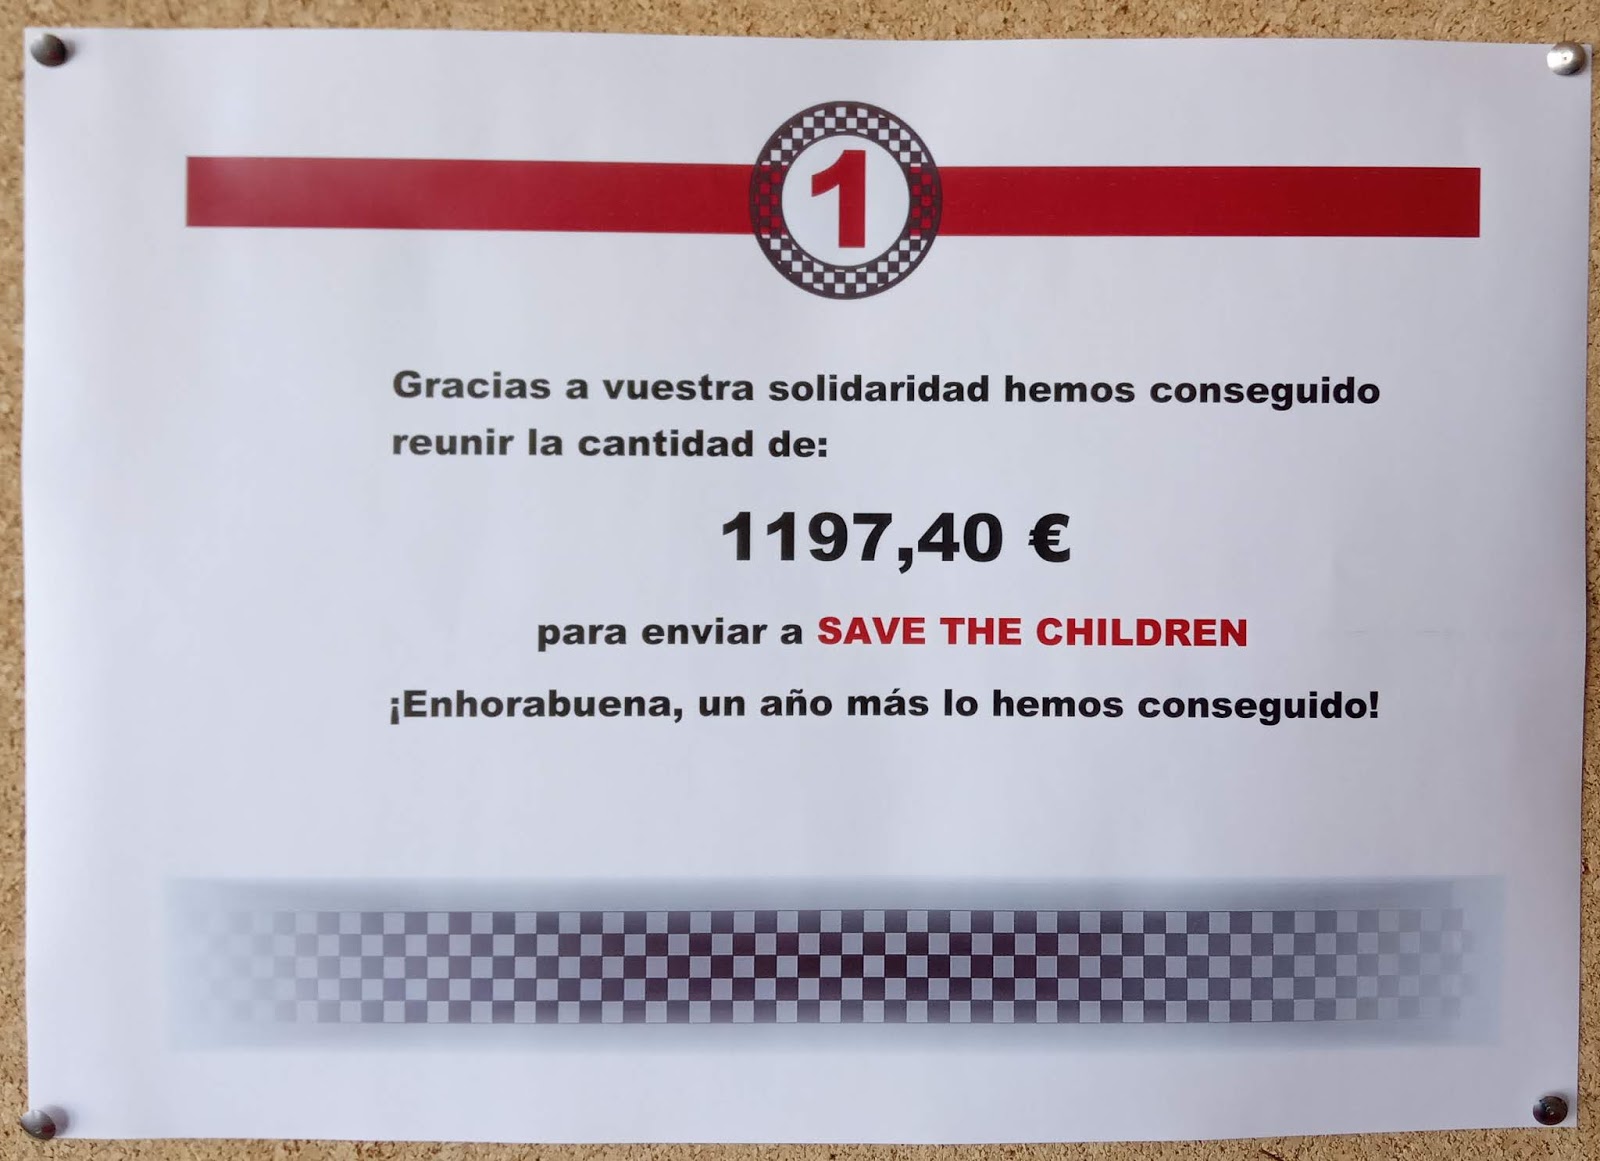 1
Gracias a vuestra solidaridad hemos conseguido
reunir la cantidad de:
1197,40 €
para enviar a SAVE THE CHILDREN
¡Enhorabuena, un año más lo hemos conseguido!